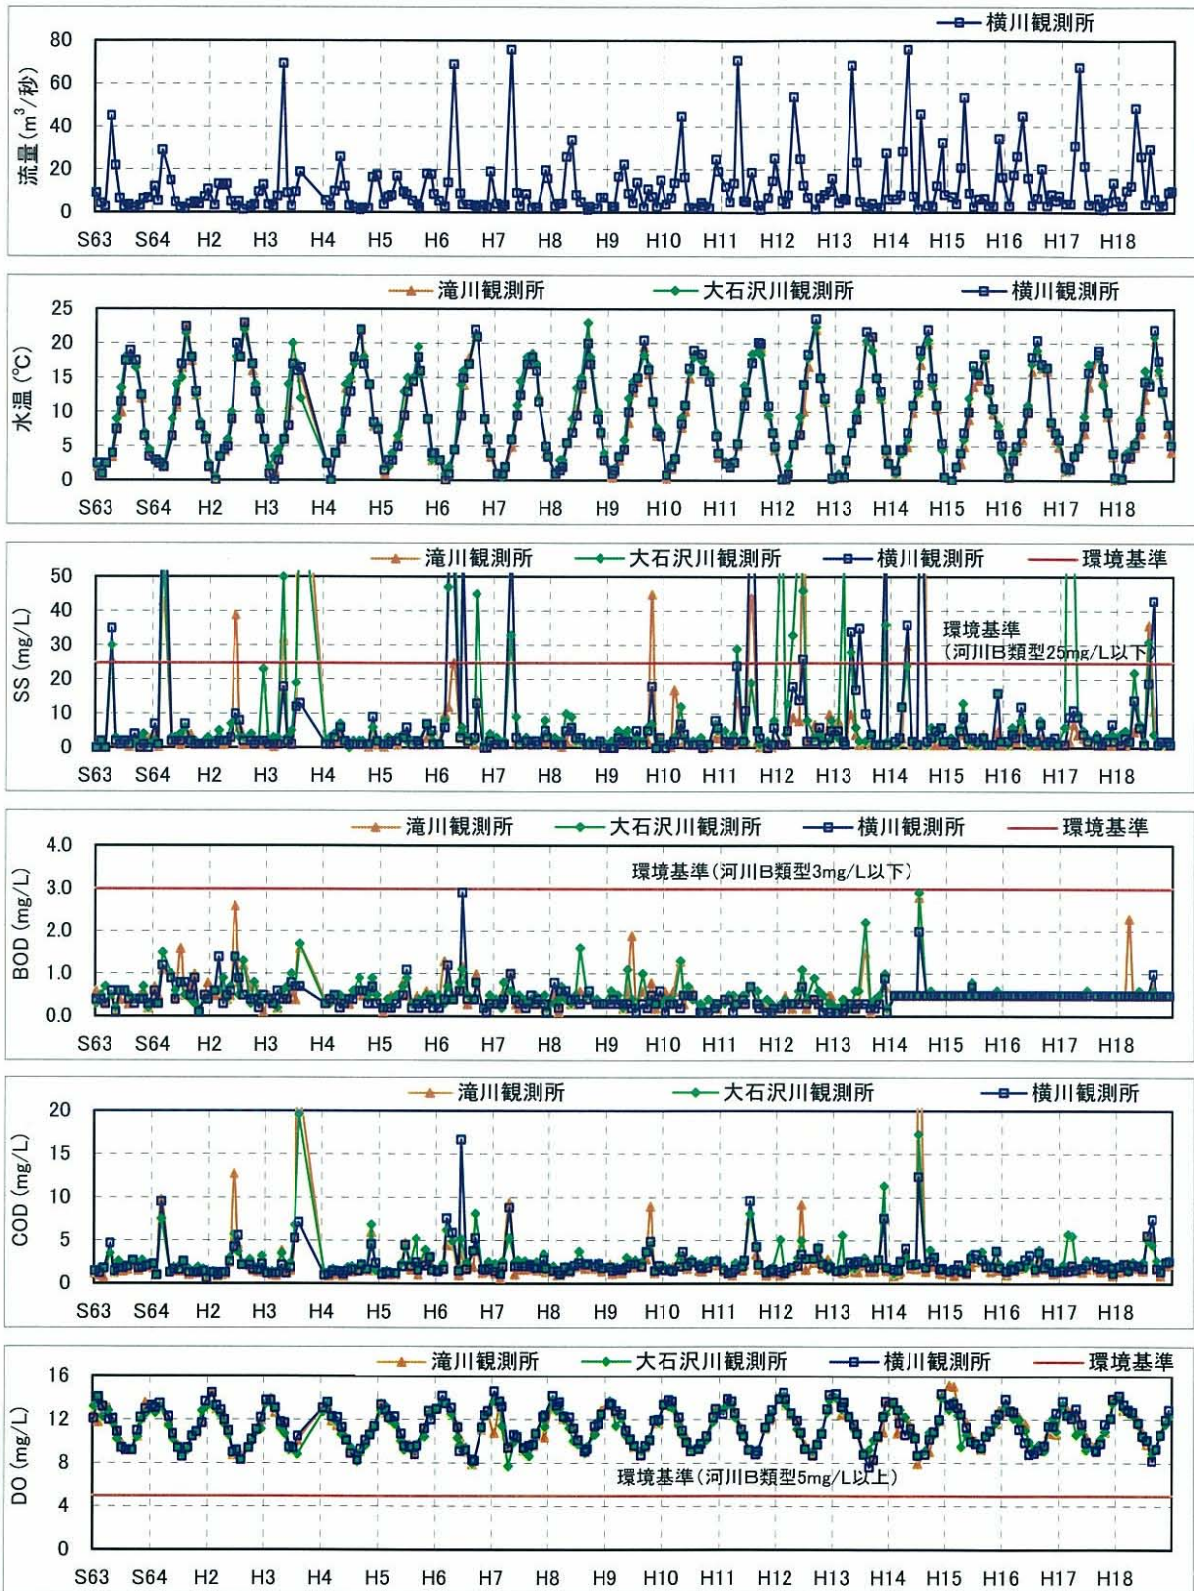 横川観測所
流量 (m³/秒)
80
60
40
20
0
S63 S64 H2 H3 H4 H5 H6 H7 H8 H9 H10 H11 H12 H13 H14 H15 H16 H17 H18
滝川観測所 大石沢川観測所 横川観測所
水温 (℃)
25
20
15
10
5
0
S63 S64 H2 H3 H4 H5 H6 H7 H8 H9 H10 H11 H12 H13 H14 H15 H16 H17 H18
滝川観測所 大石沢川観測所 横川観測所 環境基準
SS (mg/L)
50
40
30
20
10
0
環境基準
(河川B類型25mg/L以下)
S63 S64 H2 H3 H4 H5 H6 H7 H8 H9 H10 H11 H12 H13 H14 H15 H16 H17 H18
滝川観測所 大石沢川観測所 横川観測所 環境基準
BOD (mg/L)
4.0
3.0
2.0
1.0
0.0
環境基準(河川B類型3mg/L以下)
S63 S64 H2 H3 H4 H5 H6 H7 H8 H9 H10 H11 H12 H13 H14 H15 H16 H17 H18
滝川観測所 大石沢川観測所 横川観測所
COD (mg/L)
20
15
10
5
0
S63 S64 H2 H3 H4 H5 H6 H7 H8 H9 H10 H11 H12 H13 H14 H15 H16 H17 H18
滝川観測所 大石沢川観測所 横川観測所 環境基準
DO (mg/L)
16
12
8
4
0
環境基準(河川B類型5mg/L以上)
S63 S64 H2 H3 H4 H5 H6 H7 H8 H9 H10 H11 H12 H13 H14 H15 H16 H17 H18